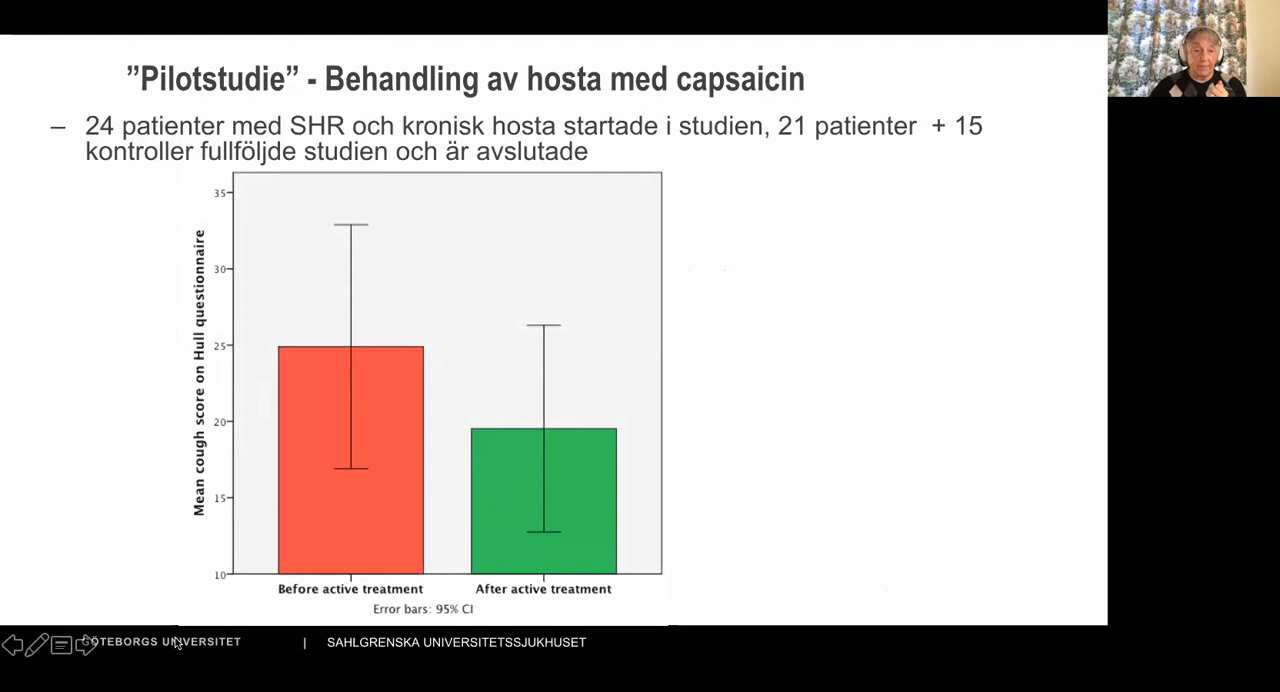 ”Pilotstudie” - Behandling av hosta med capsaicin
– 24 patienter med SHR och kronisk hosta startade i studien, 21 patienter + 15
kontroller fullföljde studien och är avslutade
Mean cough score on Hull questionnaire
35
30
25
20
15
10
Before active treatment After active treatment
Error bars: 95% CI
GÖTEBORGS UNIVERSITET | SAHLGRENSKA UNIVERSITETSSJUKHUSET